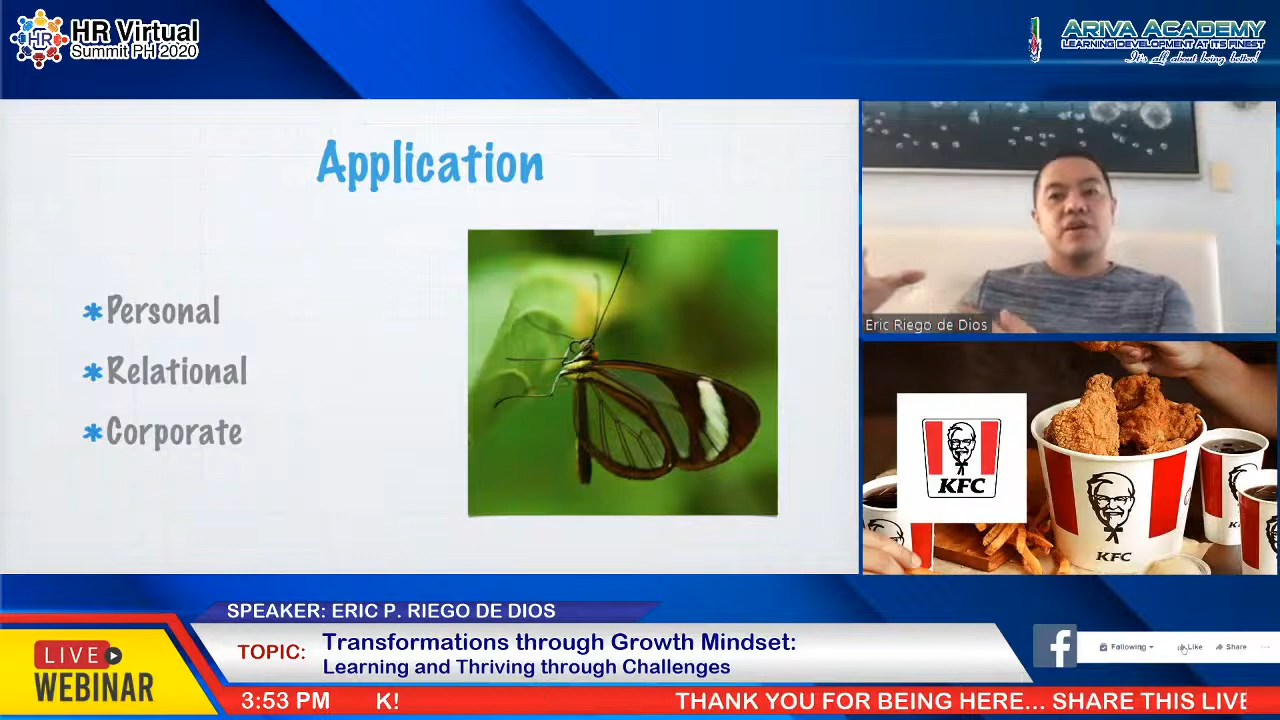 HR Virtual
Summit PH 2020
HR
ARIVA ACADEMY
LEARNING DEVELOPMENT AT ITS FINEST
It's all about being better!
Application
* Personal
* Relational
* Corporate
Eric Riego de Dios
KFC
KFC
SPEAKER: ERIC P. RIEGO DE DIOS
TOPIC: Transformations through Growth Mindset:
Learning and Thriving through Challenges
LIVE
WEBINAR
Following
Like
Share
3:53 PM
K!
THANK YOU FOR BEING HERE... SHARE THIS LIVE